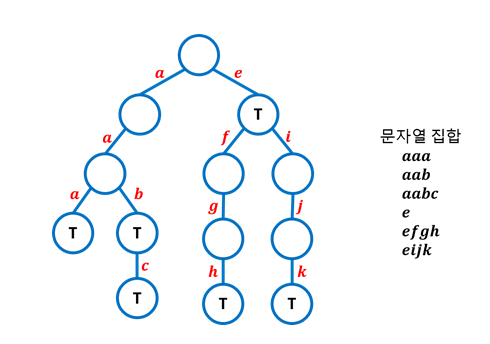 a e
a T f i
a b g j
T T
c h k
T T T
문자열 집합
aaa
aab
aabc
e
efgh
eijk